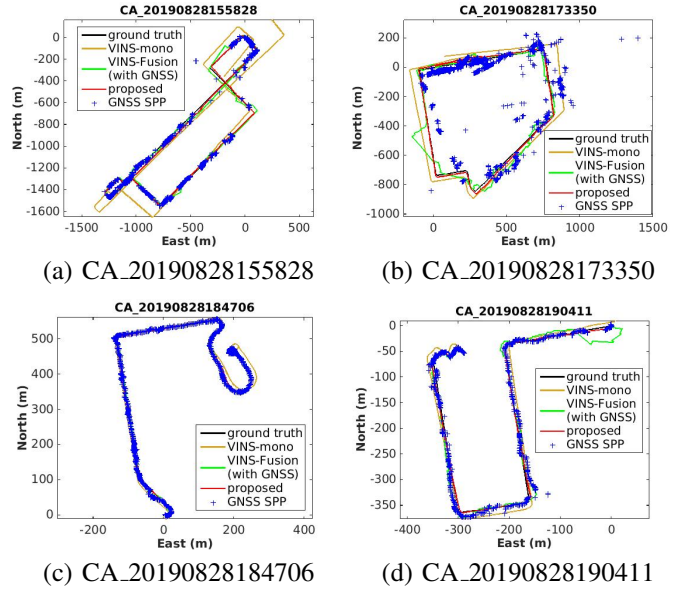 CA_20190828155828
0
-200
-400
-600
-800
-1000
-1200
-1400
-1600
North (m)
ground truth
VINS-mono
VINS-Fusion
(with GNSS)
proposed
GNSS SPP
-1500 -1000 -500 0 500
East (m)
(a) CA_20190828155828
CA_20190828173350
200
0
-200
-400
-600
-800
-1000
North (m)
ground truth
VINS-mono
VINS-Fusion
(with GNSS)
proposed
GNSS SPP
0 500 1000 1500
East (m)
(b) CA_20190828173350
CA_20190828184706
500
400
300
200
100
0
North (m)
ground truth
VINS-mono
VINS-Fusion
(with GNSS)
proposed
GNSS SPP
-200 0 200 400
East (m)
(c) CA_20190828184706
CA_20190828190411
0
-50
-100
-150
-200
-250
-300
-350
North (m)
ground truth
VINS-mono
VINS-Fusion
(with GNSS)
proposed
GNSS SPP
-400 -300 -200 -100 0
East (m)
(d) CA_20190828190411